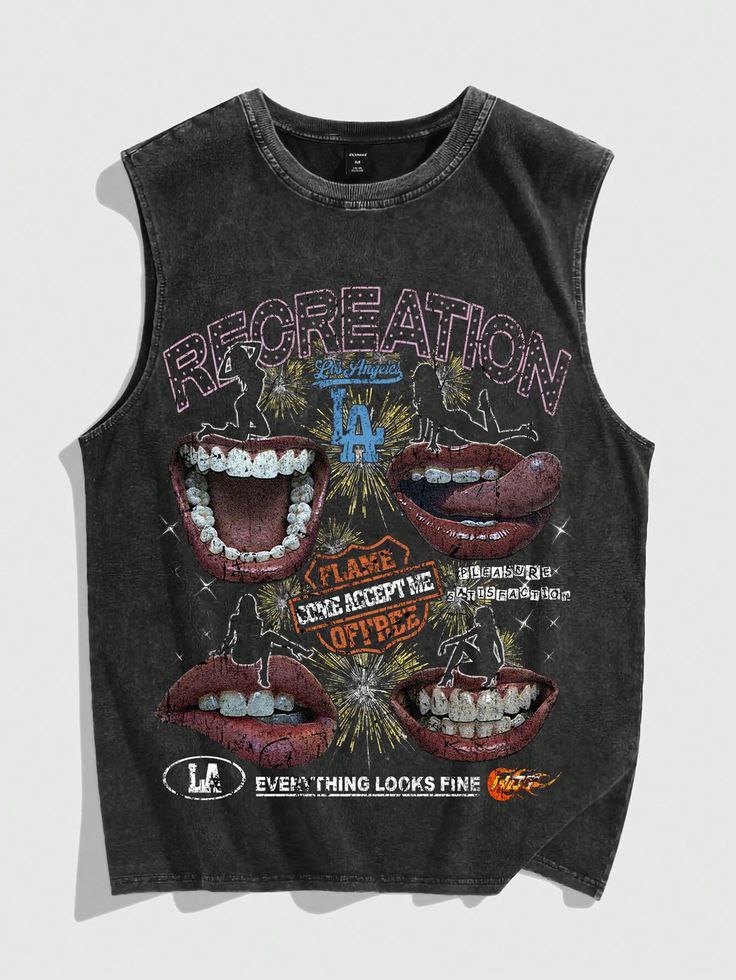 M
RECREATION
Los Angeles
LA
FLAME
COME ACCEPT ME
OFFREE
PLEASURE
SATISFACTION
LA
EVERYTHING LOOKS FINE